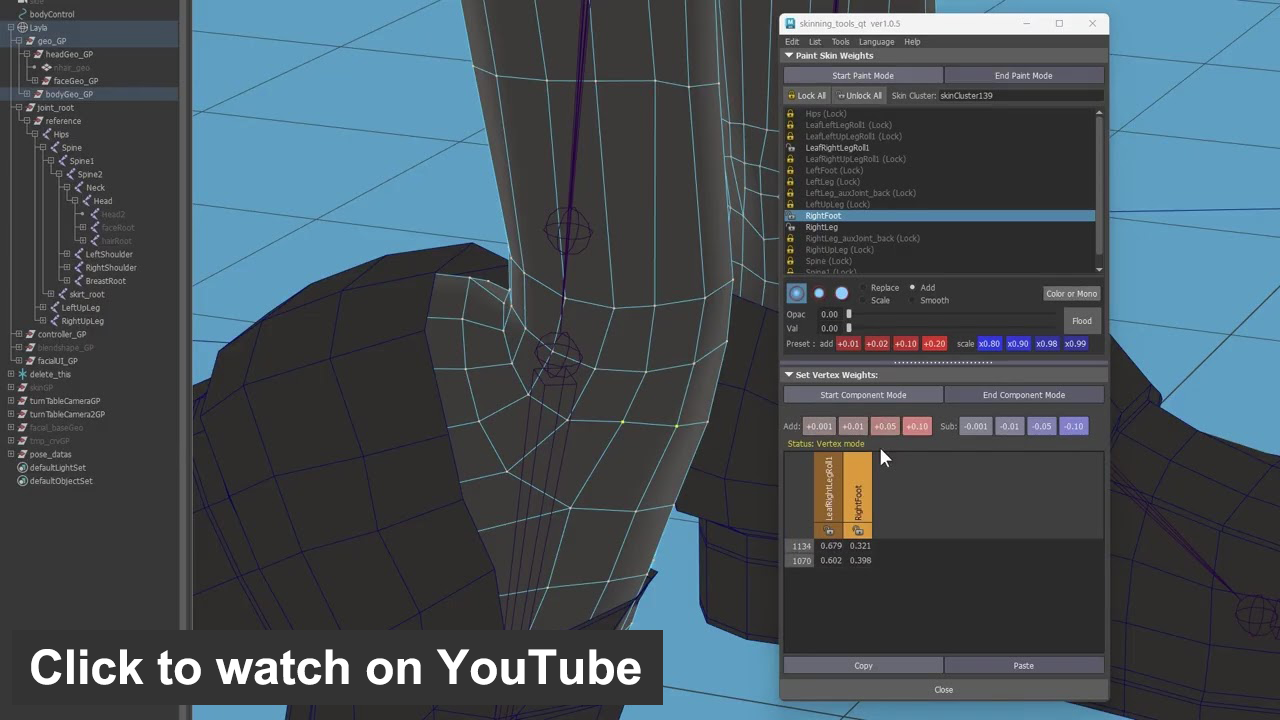 bodyControl
Layla
geo_GP
headGeo_GP
nhair_geo
faceGeo_GP
bodyGeo_GP
joint_root
reference
Hips
Spine
Spine1
Spine2
Neck
Head
Head2
faceRoot
hairRoot
LeftShoulder
RightShoulder
BreastRoot
skirt_root
LeftUpLeg
RightUpLeg
controller_GP
blendshape_GP
facialUI_GP
delete_this
skinGP
turnTableCameraGP
turnTableCamera2GP
facial_baseGeo
tmp_crvGP
pose_datas
defaultLightSet
defaultObjectSet
skinning_tools_qt ver1.0.5
Edit List Tools Language Help
Paint Skin Weights
Start Paint Mode End Paint Mode
Lock All Unlock All Skin Cluster: skinCluster139
Hips (Lock)
LeafLeftLegRoll1 (Lock)
LeafLeftUpLegRoll1 (Lock)
LeafRightLegRoll1
LeafRightUpLegRoll1 (Lock)
LeftFoot (Lock)
LeftLeg (Lock)
LeftLeg_auxJoint_back (Lock)
LeftUpLeg (Lock)
RightFoot
RightLeg
RightLeg_auxJoint_back (Lock)
RightUpLeg (Lock)
Spine (Lock)
Spine1 (Lock)
Replace Add
Scale Smooth
Color or Mono
Opac 0.00
Val 0.00
Flood
Preset : add +0.01 +0.02 +0.10 +0.20 scale x0.80 x0.90 x0.98 x0.99
Set Vertex Weights:
Start Component Mode End Component Mode
Add: +0.001 +0.01 +0.05 +0.10 Sub: -0.001 -0.01 -0.05 -0.10
Status: Vertex mode
LeafRightLegRoll1 RightFoot
1134 0.679 0.321
1070 0.602 0.398
Copy Paste
Close
Click to watch on YouTube